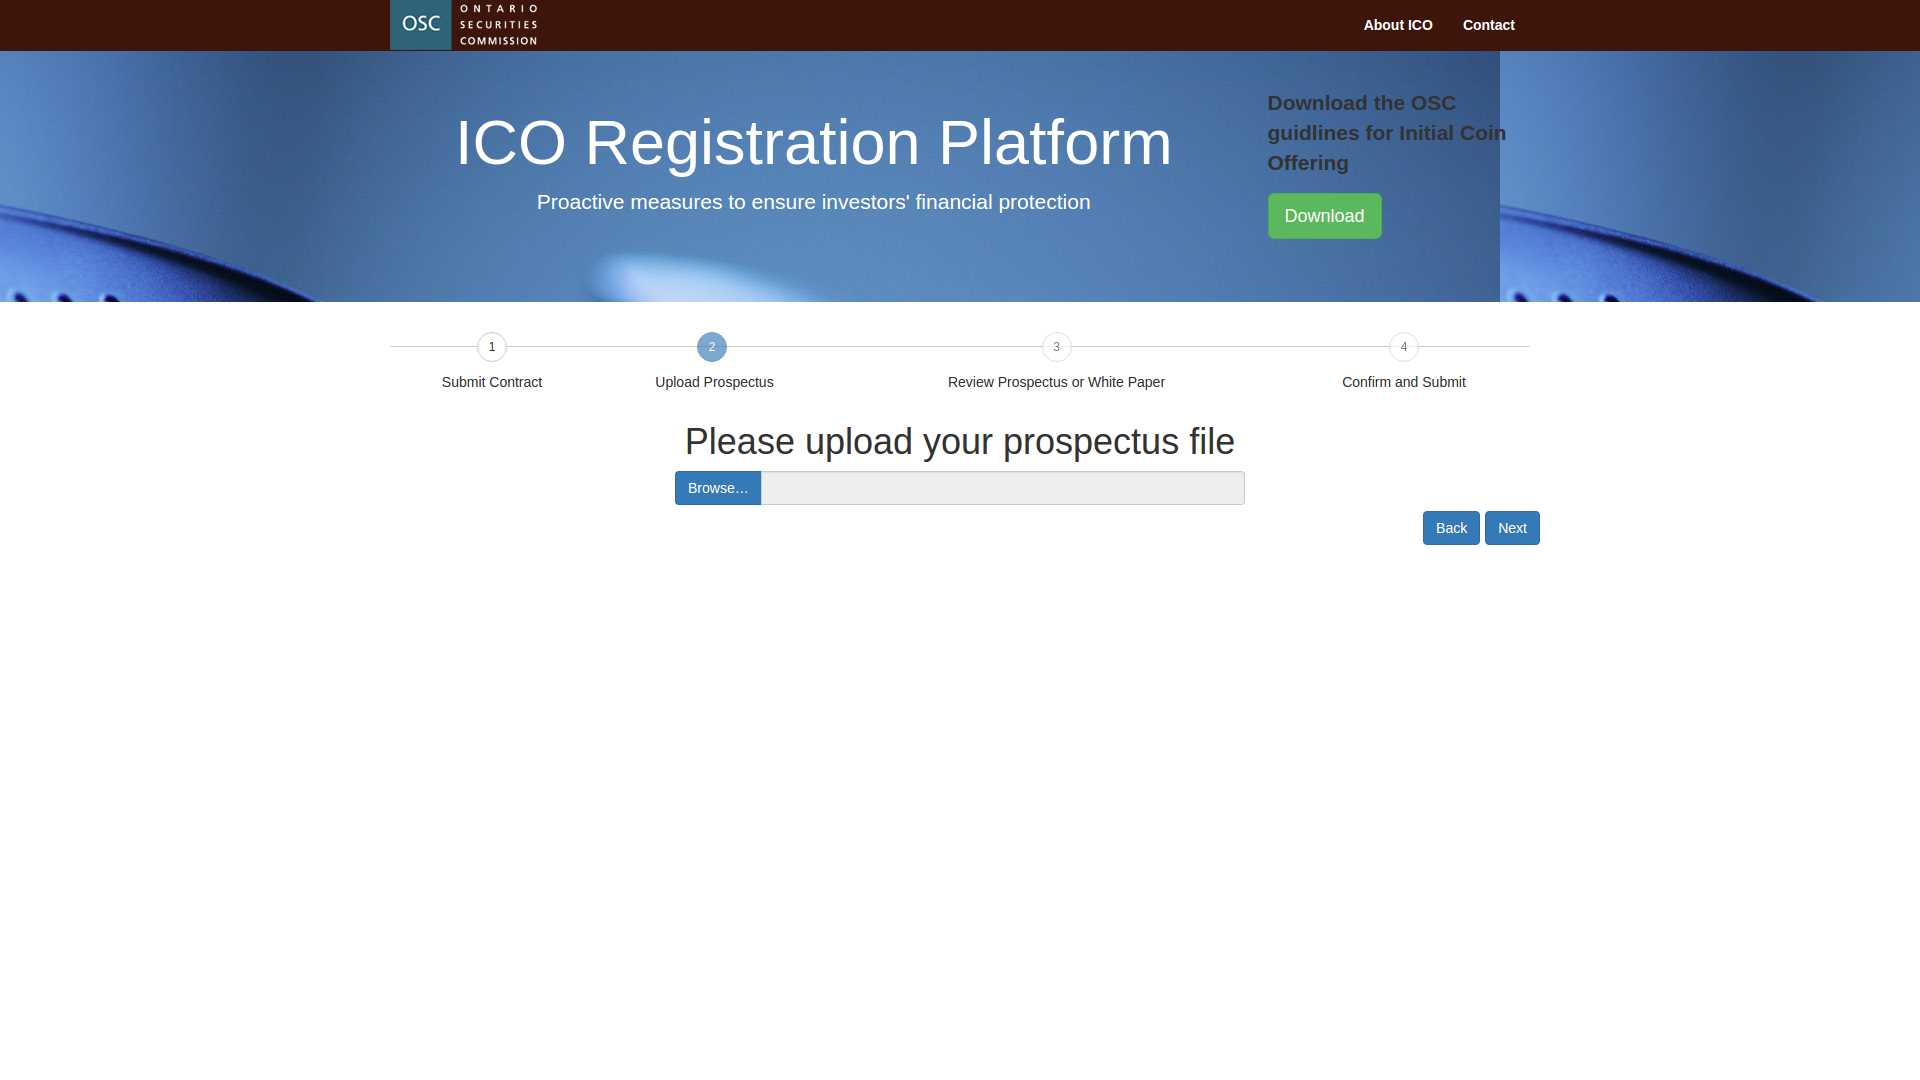 OSC
ONTARIO
SECURITIES
COMMISSION
About ICO
Contact
ICO Registration Platform
Proactive measures to ensure investors' financial protection
Download the OSC
guidlines for Initial Coin
Offering
Download
1
2
3
4
Submit Contract
Upload Prospectus
Review Prospectus or White Paper
Confirm and Submit
Please upload your prospectus file
Browse…
Back
Next